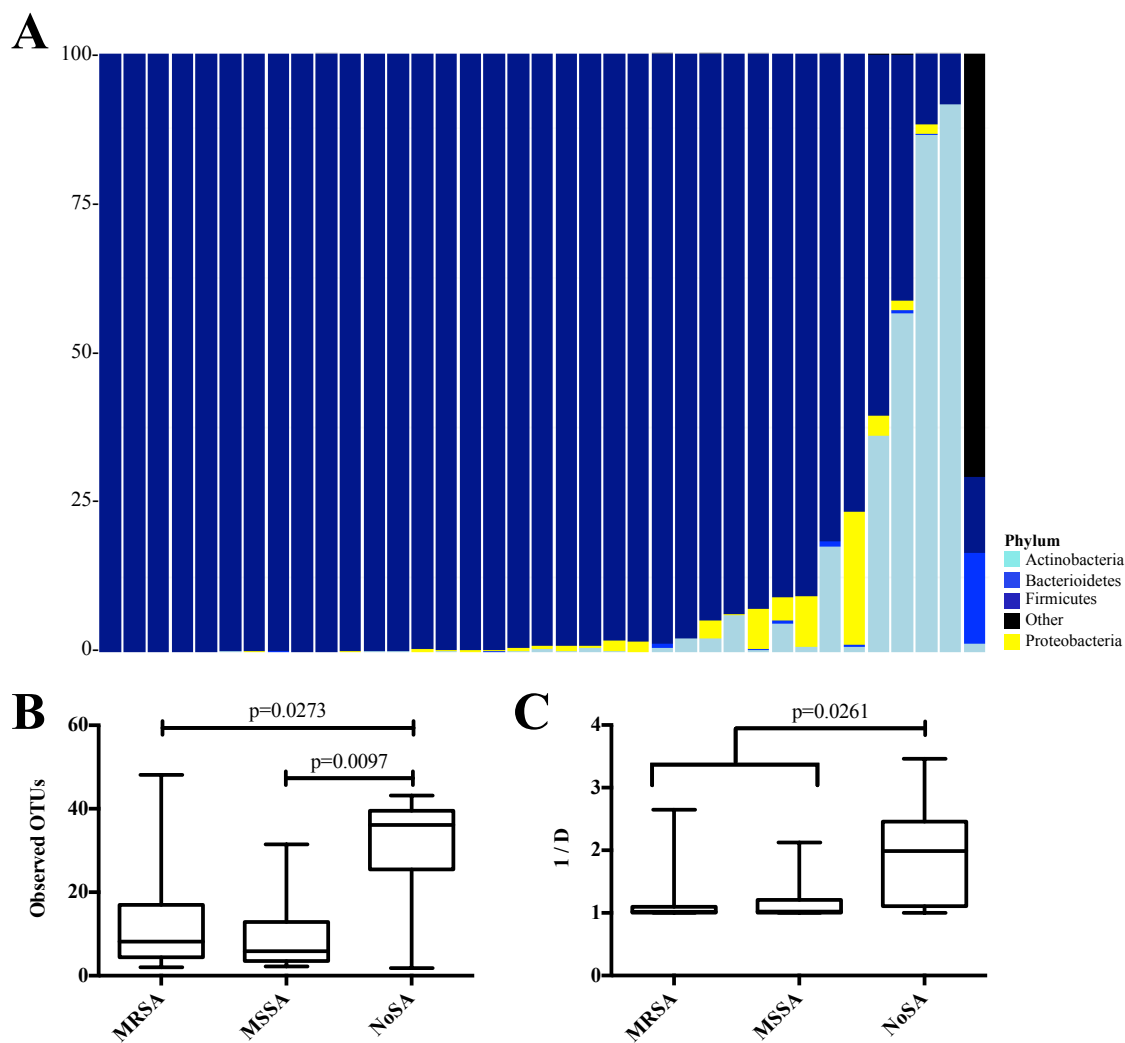 A
100
75
50
25
0
Phylum
Actinobacteria
Bacterioidetes
Firmicutes
Other
Proteobacteria
B
p=0.0273
p=0.0097
60
40
20
0
Observed OTUs
MRSA
MSSA
NoSA
C
p=0.0261
4
3
2
1
0
1 / D
MRSA
MSSA
NoSA